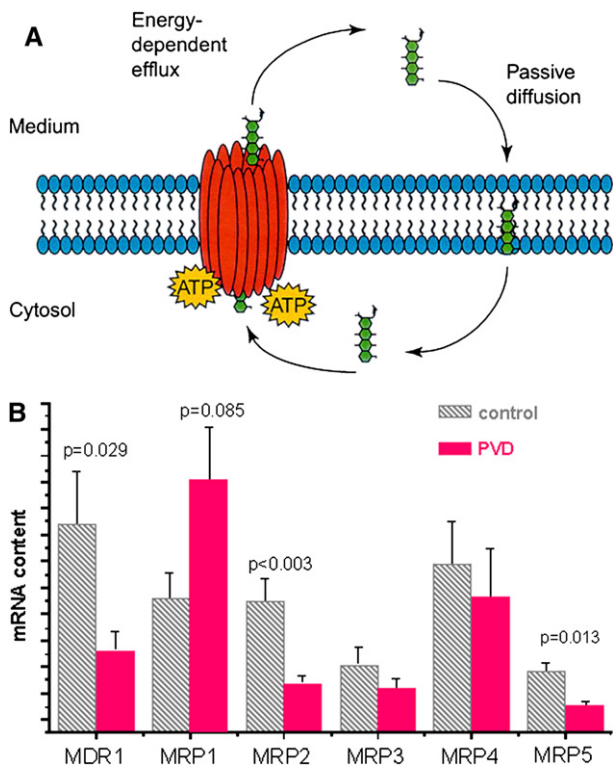 A
Energy-
dependent
efflux
Passive
diffusion
Medium
ATP
ATP
Cytosol
B
mRNA content
control
PVD
p=0.029
p=0.085
p<0.003
p=0.013
MDR1
MRP1
MRP2
MRP3
MRP4
MRP5